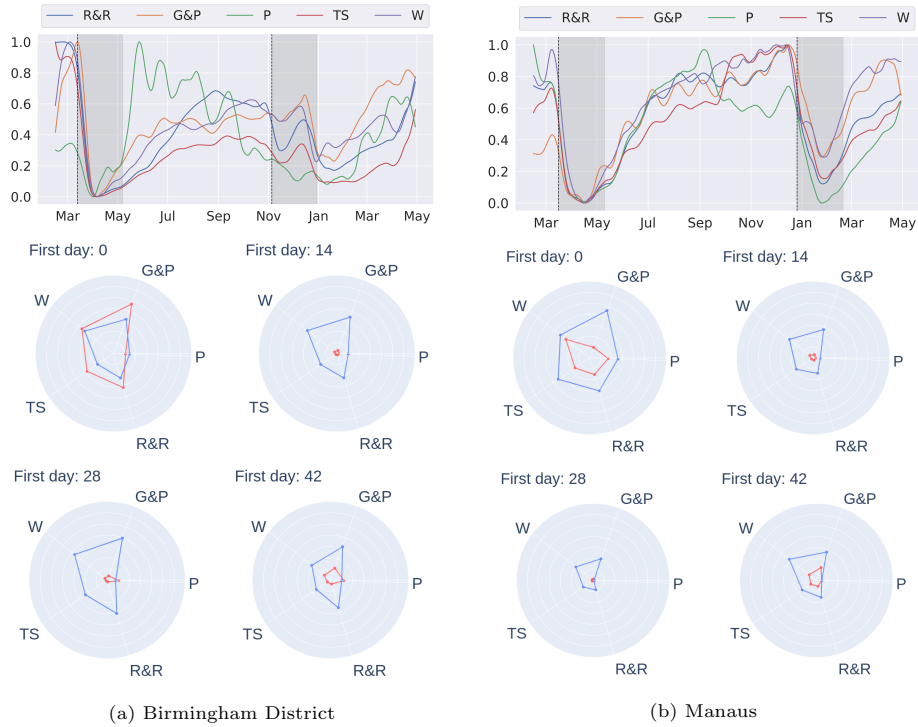 R&R G&P P TS W
1.0
0.8
0.6
0.4
0.2
0.0
Mar May Jul Sep Nov Jan Mar May
First day: 0
G&P
W
P
TS
R&R
First day: 14
G&P
W
P
TS
R&R
First day: 28
G&P
W
P
TS
R&R
First day: 42
G&P
W
P
TS
R&R
(a) Birmingham District
R&R G&P P TS W
1.0
0.8
0.6
0.4
0.2
0.0
Mar May Jul Sep Nov Jan Mar May
First day: 0
G&P
W
P
TS
R&R
First day: 14
G&P
W
P
TS
R&R
First day: 28
G&P
W
P
TS
R&R
First day: 42
G&P
W
P
TS
R&R
(b) Manaus